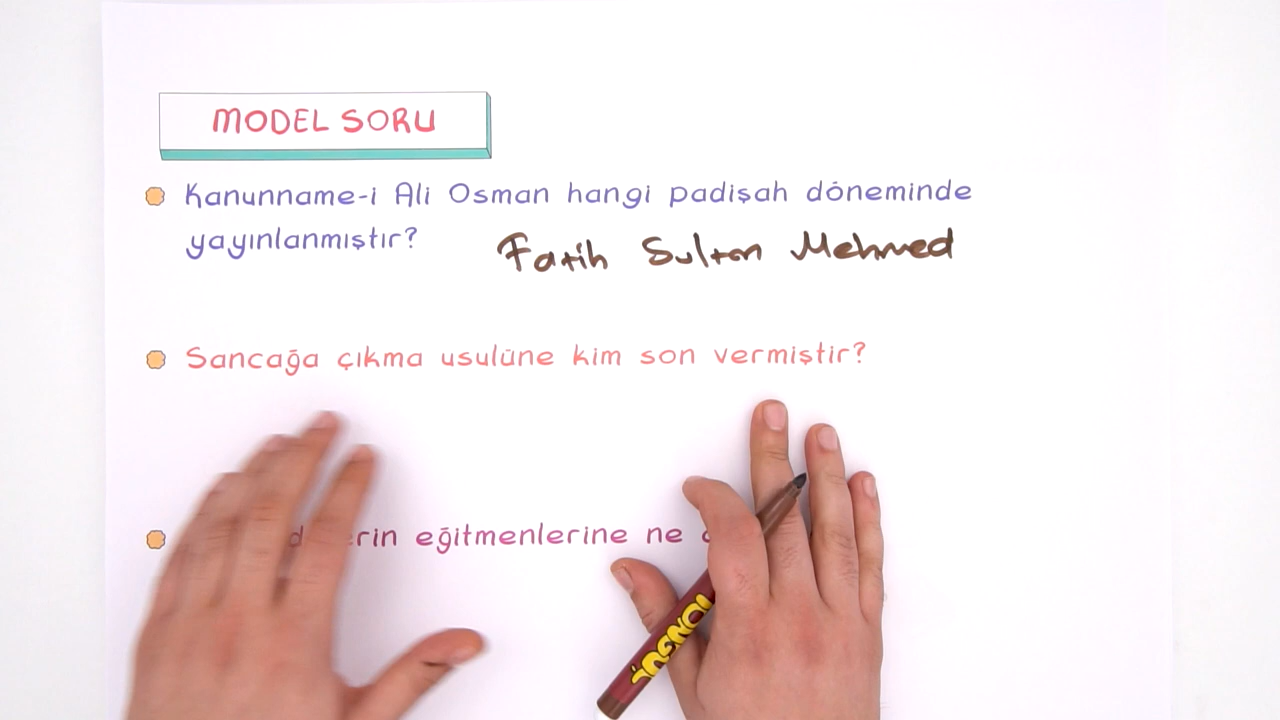 MODEL SORU
Kanunname-i Ali Osman hangi padişah döneminde
yayınlanmıştır? Fatih Sultan Mehmed
Sancağa çıkma usulüne kim son vermiştir?
eğitmenlerine ne